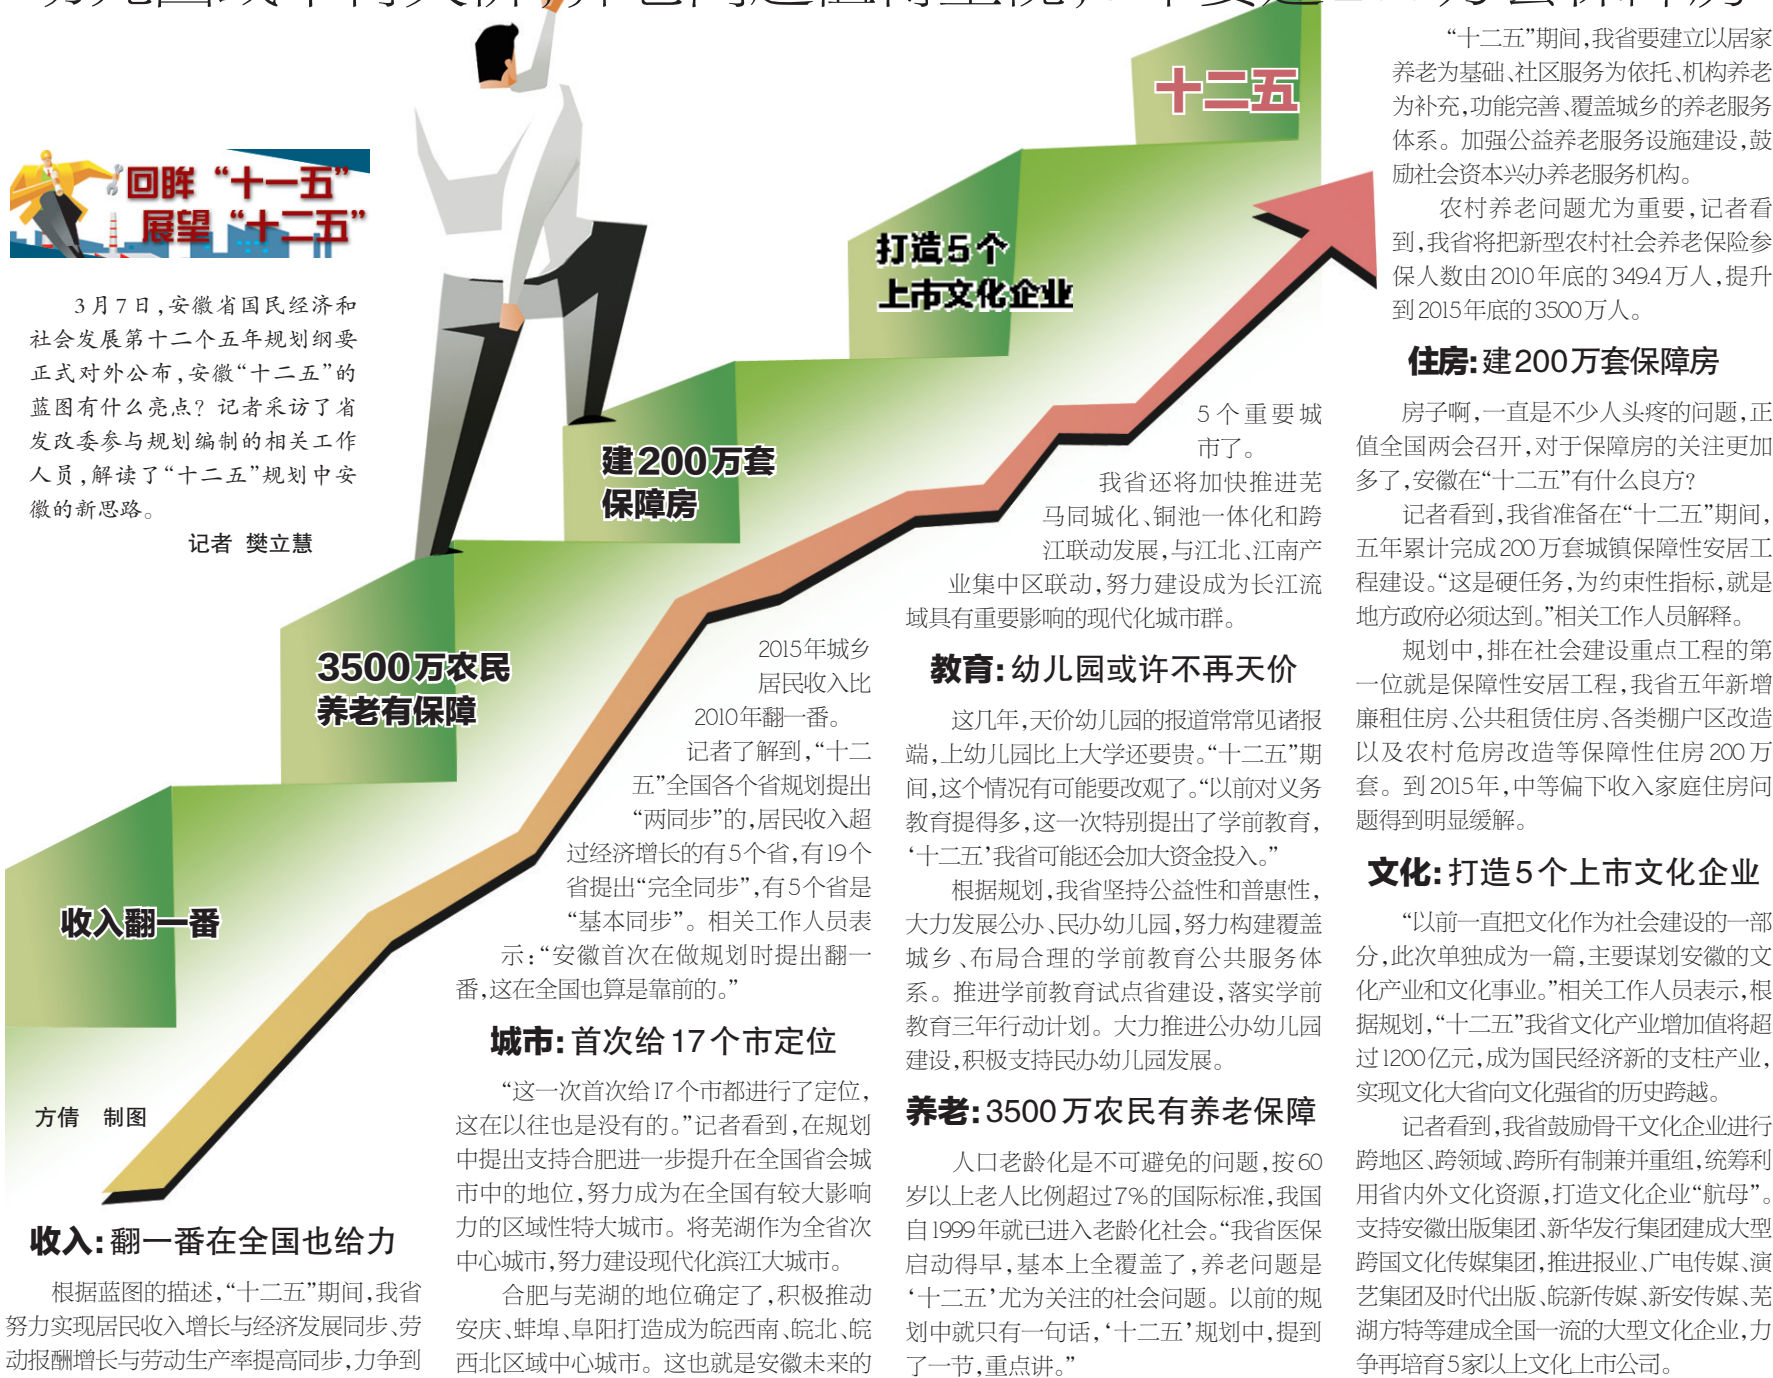 回眸“十一五”
展望“十二五”
3月7日,安徽省国民经济和
社会发展第十二个五年规划纲要
正式对外公布,安徽“十二五”的
蓝图有什么亮点？记者采访了省
发改委参与规划编制的相关工作
人员,解读了“十二五”规划中安
徽的新思路。
记者 樊立慧
十二五
打造5个
上市文化企业
建200万套
保障房
3500万农民
养老有保障
收入翻一番
方倩 制图
收入:翻一番在全国也给力
根据蓝图的描述,“十二五”期间,我省
努力实现居民收入增长与经济发展同步、劳
动报酬增长与劳动生产率提高同步,力争到
2015年城乡
居民收入比
2010年翻一番。
记者了解到,“十二
五”全国各个省规划提出
“两同步”的,居民收入超
过经济增长的有5个省,有19个
省提出“完全同步”,有5个省是
“基本同步”。相关工作人员表
示:“安徽首次在做规划时提出翻一
番,这在全国也算是靠前的。”
城市:首次给17个市定位
“这一次首次给17个市都进行了定位,
这在以往也是没有的。”记者看到,在规划
中提出支持合肥进一步提升在全国省会城
市中的地位,努力成为在全国有较大影响
力的区域性特大城市。将芜湖作为全省次
中心城市,努力建设现代化滨江大城市。
合肥与芜湖的地位确定了,积极推动
安庆、蚌埠、阜阳打造成为皖西南、皖北、皖
西北区域中心城市。这也就是安徽未来的
5个重要城
市了。
我省还将加快推进芜
马同城化、铜池一体化和跨
江联动发展,与江北、江南产
业集中区联动,努力建设成为长江流
域具有重要影响的现代化城市群。
教育:幼儿园或许不再天价
这几年,天价幼儿园的报道常常见诸报
端,上幼儿园比上大学还要贵。“十二五”期
间,这个情况有可能要改观了。“以前对义务
教育提得多,这一次特别提出了学前教育,
‘十二五’我省可能还会加大资金投入。”
根据规划,我省坚持公益性和普惠性,
大力发展公办、民办幼儿园,努力构建覆盖
城乡、布局合理的学前教育公共服务体
系。推进学前教育试点省建设,落实学前
教育三年行动计划。大力推进公办幼儿园
建设,积极支持民办幼儿园发展。
养老:3500万农民有养老保障
人口老龄化是不可避免的问题,按60
岁以上老人比例超过7%的国际标准,我国
自1999年就已进入老龄化社会。“我省医保
启动得早,基本上全覆盖了,养老问题是
‘十二五’尤为关注的社会问题。以前的规
划中就只有一句话,‘十二五’规划中,提到
了一节,重点讲。”
“十二五”期间,我省要建立以居家
养老为基础、社区服务为依托、机构养老
为补充,功能完善、覆盖城乡的养老服务
体系。加强公益养老服务设施建设,鼓
励社会资本兴办养老服务机构。
农村养老问题尤为重要,记者看
到,我省将把新型农村社会养老保险参
保人数由2010年底的349.4万人,提升
到2015年底的3500万人。
住房:建200万套保障房
房子啊,一直是不少人头疼的问题,正
值全国两会召开,对于保障房的关注更加
多了,安徽在“十二五”有什么良方？
记者看到,我省准备在“十二五”期间,
五年累计完成200万套城镇保障性安居工
程建设。“这是硬任务,为约束性指标,就是
地方政府必须达到。”相关工作人员解释。
规划中,排在社会建设重点工程的第
一位就是保障性安居工程,我省五年新增
廉租住房、公共租赁住房、各类棚户区改造
以及农村危房改造等保障性住房200万
套。到2015年,中等偏下收入家庭住房问
题得到明显缓解。
文化:打造5个上市文化企业
“以前一直把文化作为社会建设的一部
分,此次单独成为一篇,主要谋划安徽的文
化产业和文化事业。”相关工作人员表示,根
据规划,“十二五”我省文化产业增加值将超
过1200亿元,成为国民经济新的支柱产业,
实现文化大省向文化强省的历史跨越。
记者看到,我省鼓励骨干文化企业进行
跨地区、跨领域、跨所有制兼并重组,统筹利
用省内外文化资源,打造文化企业“航母”。
支持安徽出版集团、新华发行集团建成大型
跨国文化传媒集团,推进报业、广电传媒、演
艺集团及时代出版、皖新传媒、新安传媒、芜
湖方特等建成全国一流的大型文化企业,力
争再培育5家以上文化上市公司。